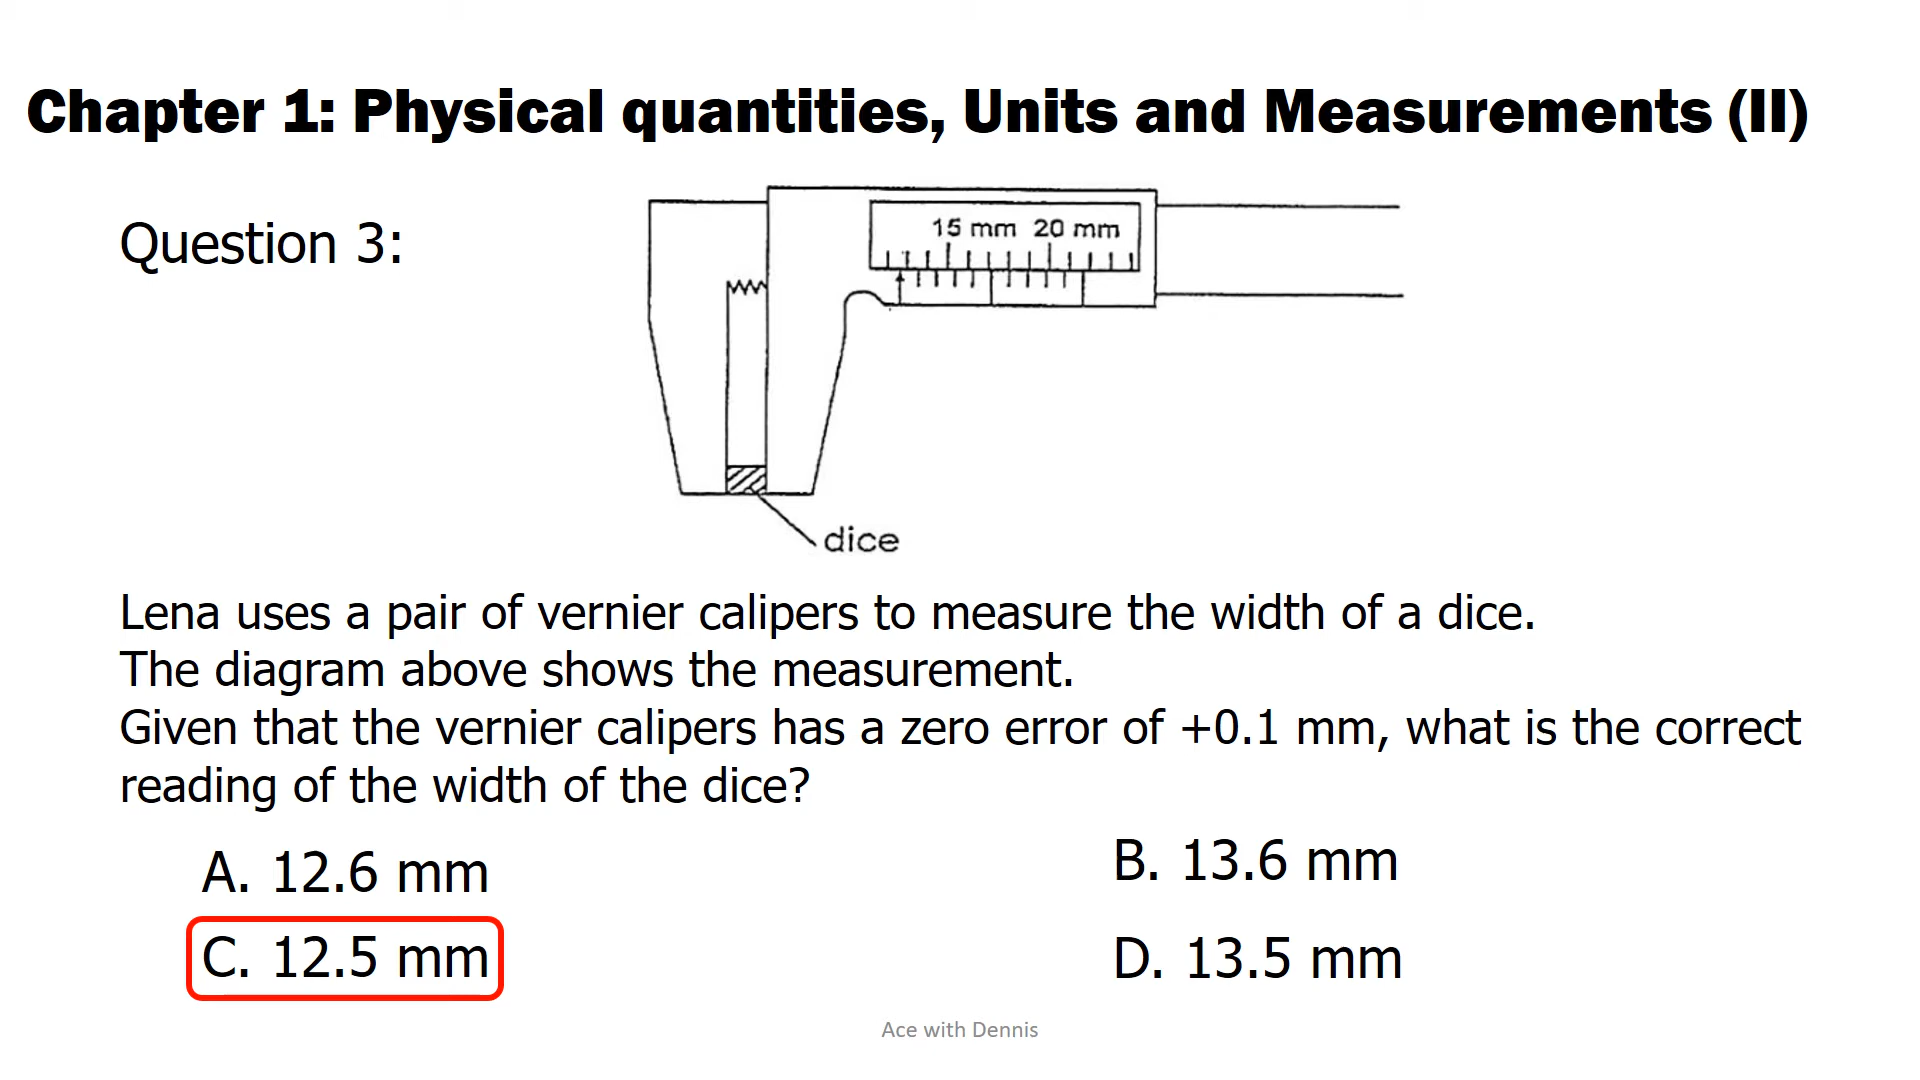 Chapter 1: Physical quantities, Units and Measurements (II)
Question 3:
15 mm 20 mm
dice
Lena uses a pair of vernier calipers to measure the width of a dice.
The diagram above shows the measurement.
Given that the vernier calipers has a zero error of +0.1 mm, what is the correct
reading of the width of the dice?
A. 12.6 mm
B. 13.6 mm
C. 12.5 mm
D. 13.5 mm
Ace with Dennis